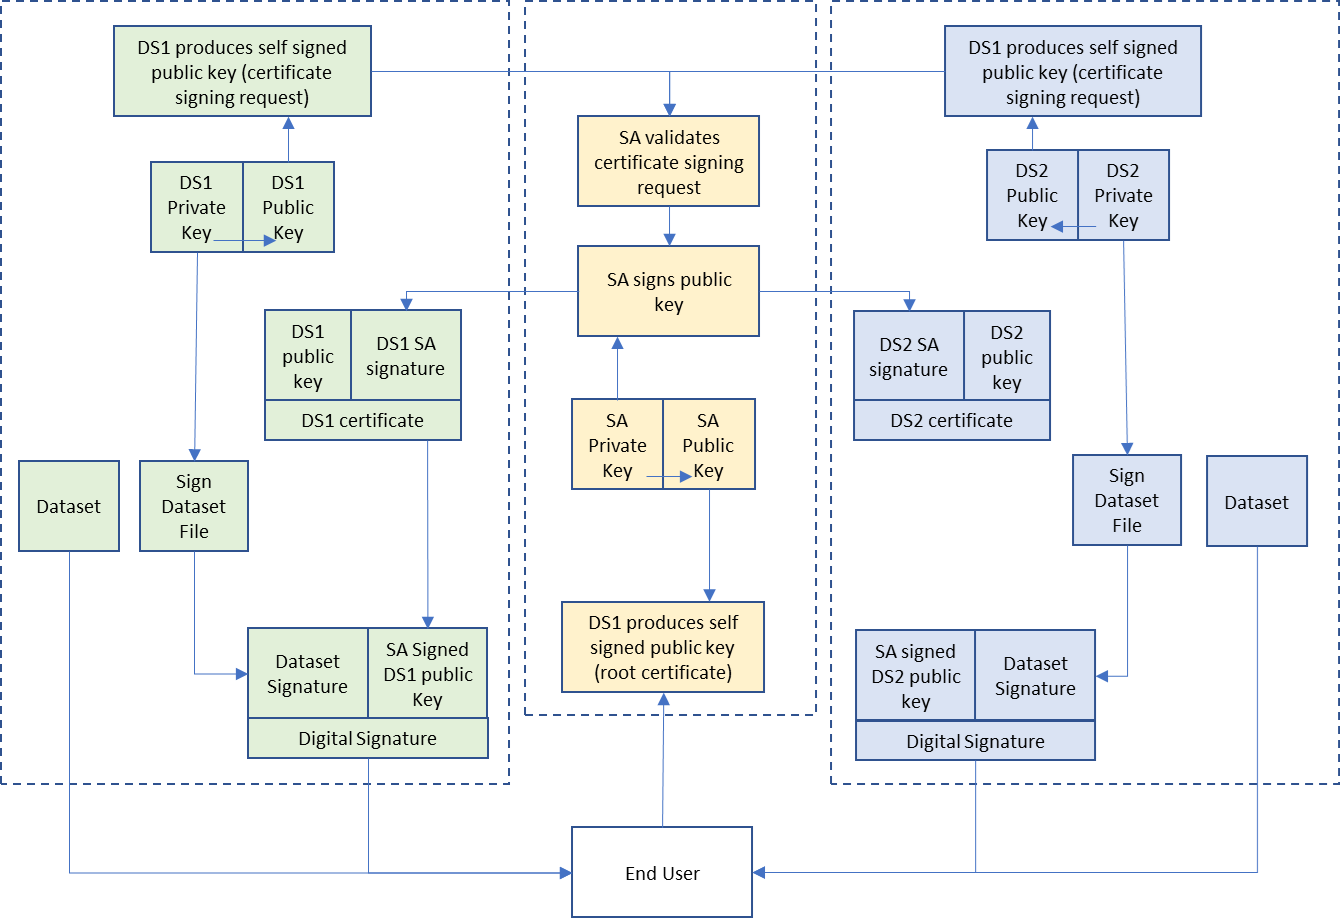 DS1 produces self signed
public key (certificate
signing request)
DS1 produces self signed
public key (certificate
signing request)
SA validates
certificate signing
request
DS1
Private
Key
DS1
Public
Key
DS2
Public
Key
DS2
Private
Key
SA signs public
key
DS1
public
key
DS1 SA
signature
DS1 certificate
DS2 SA
signature
DS2
public
key
DS2 certificate
SA
Private
Key
SA
Public
Key
Dataset
Sign
Dataset
File
Sign
Dataset
File
Dataset
DS1 produces self
signed public key
(root certificate)
Dataset
Signature
SA Signed
DS1 public
Key
Digital Signature
SA signed
DS2 public
key
Dataset
Signature
Digital Signature
End User